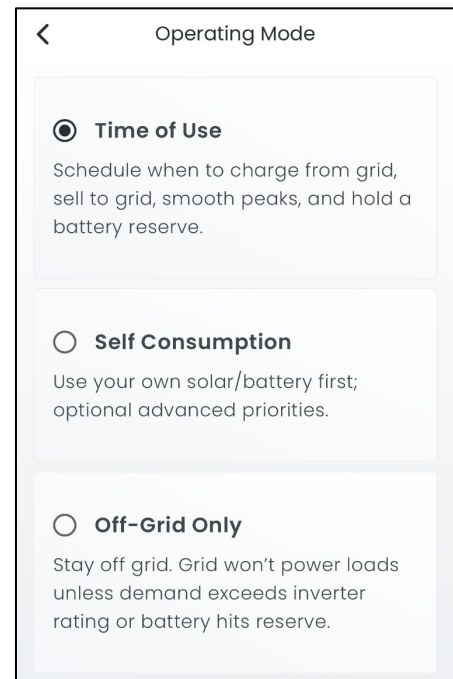 Operating Mode
Time of Use
Schedule when to charge from grid,
sell to grid, smooth peaks, and hold a
battery reserve.
Self Consumption
Use your own solar/battery first;
optional advanced priorities.
Off-Grid Only
Stay off grid. Grid won’t power loads
unless demand exceeds inverter
rating or battery hits reserve.